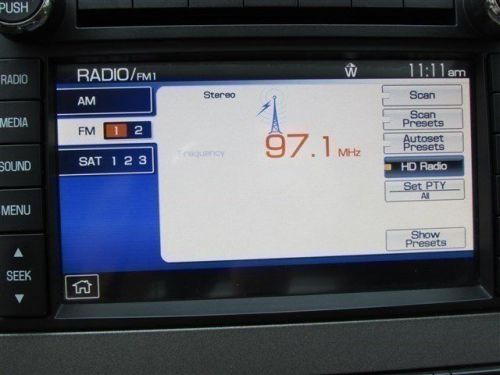 PUSH
RADIO/FM1 W 11:11am
RADIO
AM
Stereo
Scan
MEDIA
FM 1 2
97.1 MHz
Scan
Presets
Autoset
Presets
SOUND
SAT 1 2 3
Frequency
HD Radio
MENU
Set PTY
All
Show
Presets
SEEK